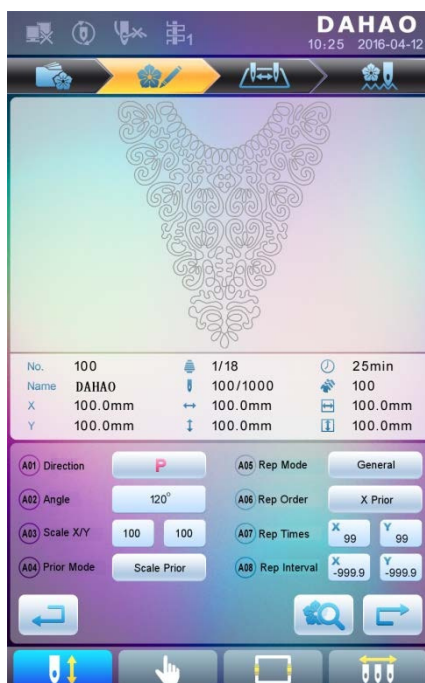 DAHAO
1
10:25 2016-04-12
No. 100 1/18 25min
Name DAHAO 100/1000 100
X 100.0mm 100.0mm 100.0mm
Y 100.0mm 100.0mm 100.0mm
A01 Direction P A05 Rep Mode General
A02 Angle 120° A06 Rep Order X Prior
A03 Scale X/Y 100 100 A07 Rep Times X 99 Y 99
A04 Prior Mode Scale Prior A08 Rep Interval X -999.9 Y -999.9